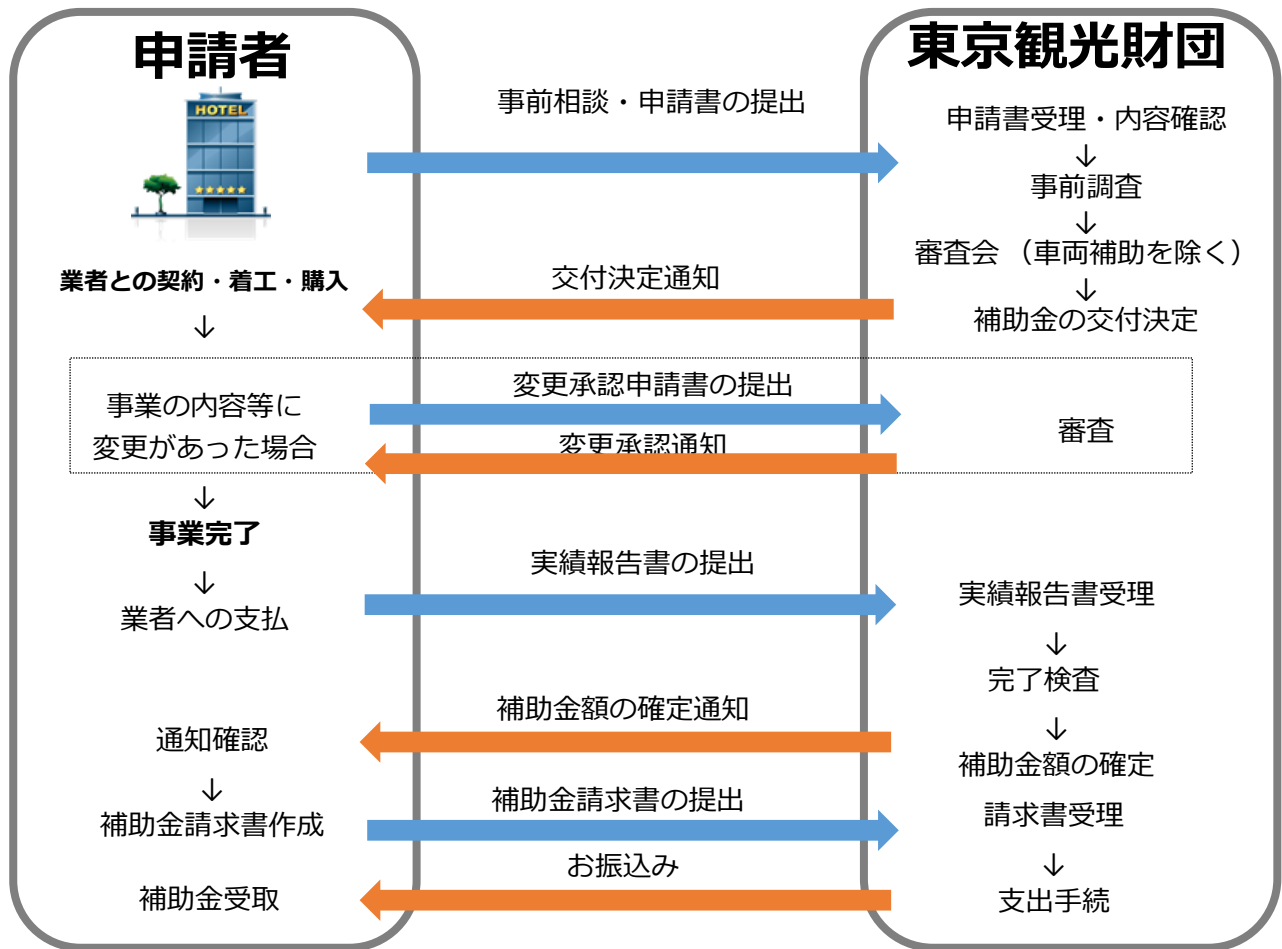 申請者
東京観光財団
HOTEL
事前相談・申請書の提出
申請書受理・内容確認
↓
事前調査
↓
審査会 （車両補助を除く）
↓
補助金の交付決定
交付決定通知
業者との契約・着工・購入
↓
事業の内容等に
変更があった場合
変更承認申請書の提出
審査
変更承認通知
↓
事業完了
↓
業者への支払
実績報告書の提出
実績報告書受理
↓
完了検査
↓
補助金額の確定
補助金額の確定通知
通知確認
↓
補助金請求書作成
補助金請求書の提出
請求書受理
↓
支出手続
お振込み
補助金受取